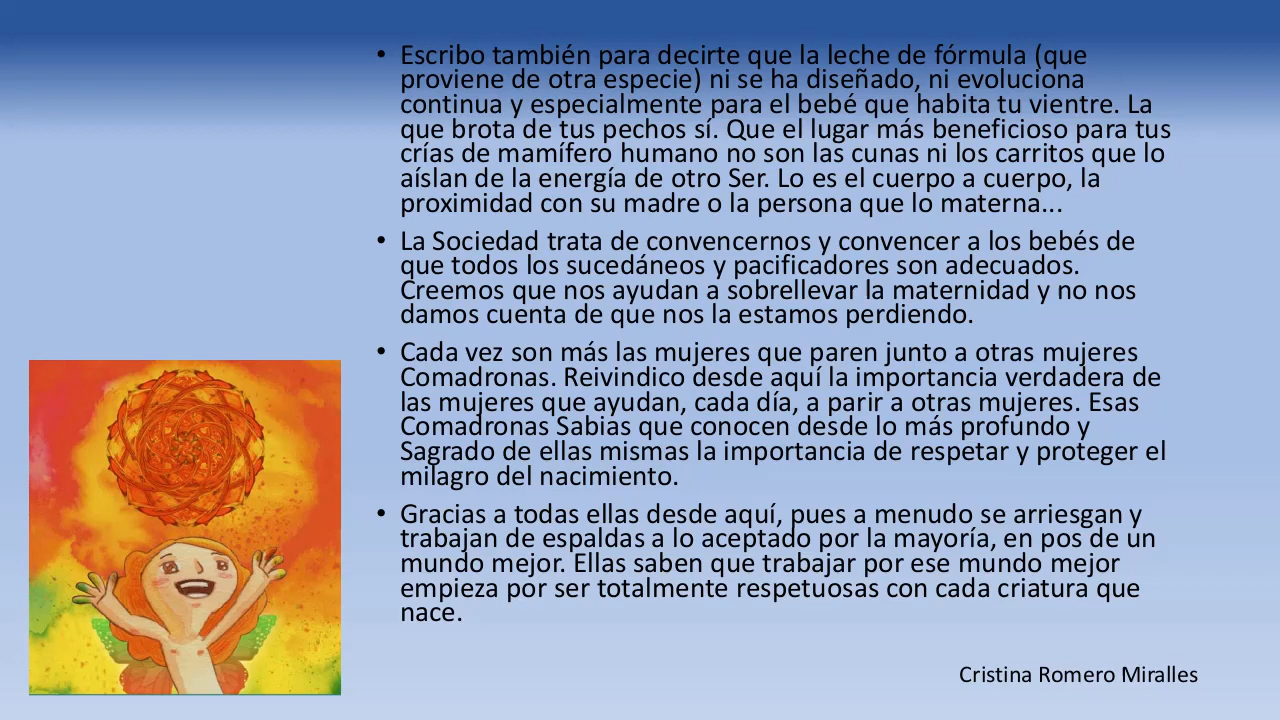 • Escribo también para decirte que la leche de fórmula (que
proviene de otra especie) ni se ha diseñado, ni evoluciona
continua y especialmente para el bebé que habita tu vientre. La
que brota de tus pechos sí. Que el lugar más beneficioso para tus
crías de mamífero humano no son las cunas ni los carritos que lo
aíslan de la energía de otro Ser. Lo es el cuerpo a cuerpo, la
proximidad con su madre o la persona que lo materna...
• La Sociedad trata de convencernos y convencer a los bebés de
que todos los sucedáneos y pacificadores son adecuados.
Creemos que nos ayudan a sobrellevar la maternidad y no nos
damos cuenta de que nos la estamos perdiendo.
• Cada vez son más las mujeres que paren junto a otras mujeres
Comadronas. Reivindico desde aquí la importancia verdadera de
las mujeres que ayudan, cada día, a parir a otras mujeres. Esas
Comadronas Sabias que conocen desde lo más profundo y
Sagrado de ellas mismas la importancia de respetar y proteger el
milagro del nacimiento.
• Gracias a todas ellas desde aquí, pues a menudo se arriesgan y
trabajan de espaldas a lo aceptado por la mayoría, en pos de un
mundo mejor. Ellas saben que trabajar por ese mundo mejor
empieza por ser totalmente respetuosas con cada criatura que
nace.
Cristina Romero Miralles